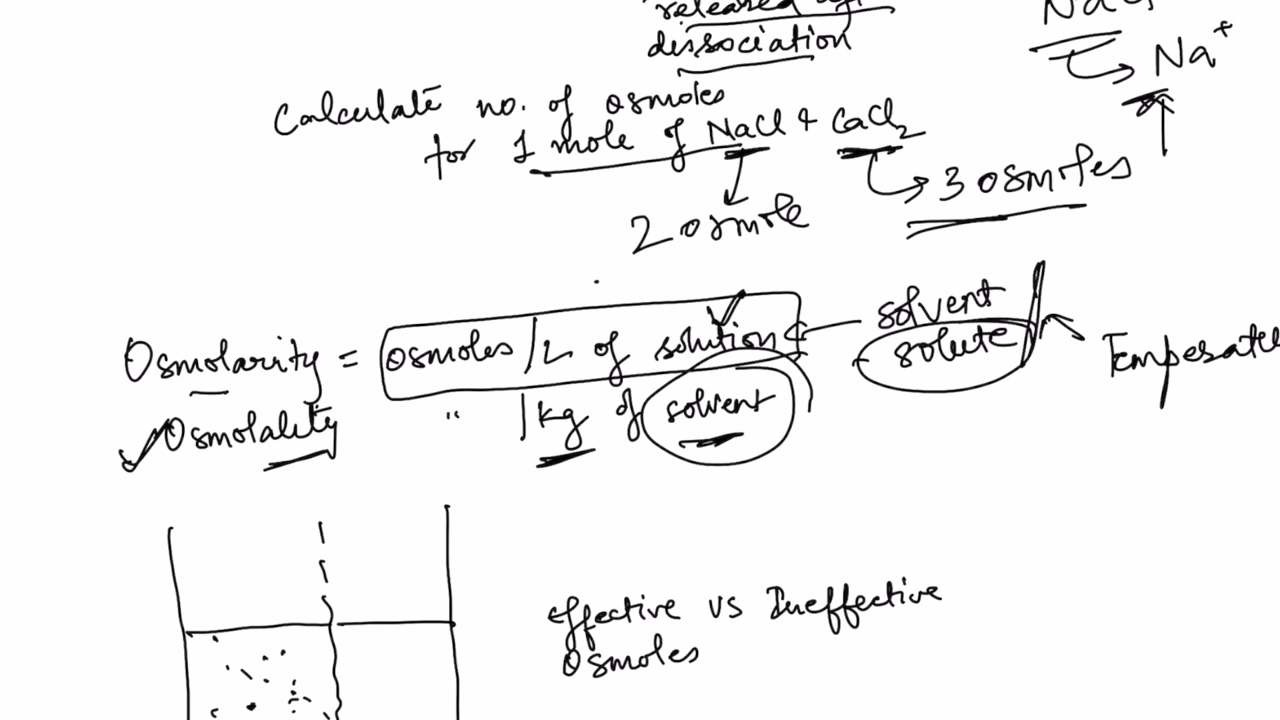 released
dissociation
Na+
Calculate no. of osmoles
for 1 mole of NaCl + CaCl2
2 osmole
3 osmoles
Osmolarity = osmoles / L of solution
solvent
solute
Temperature
Osmolality " / kg of solvent
Effective vs Ineffective
Osmoles